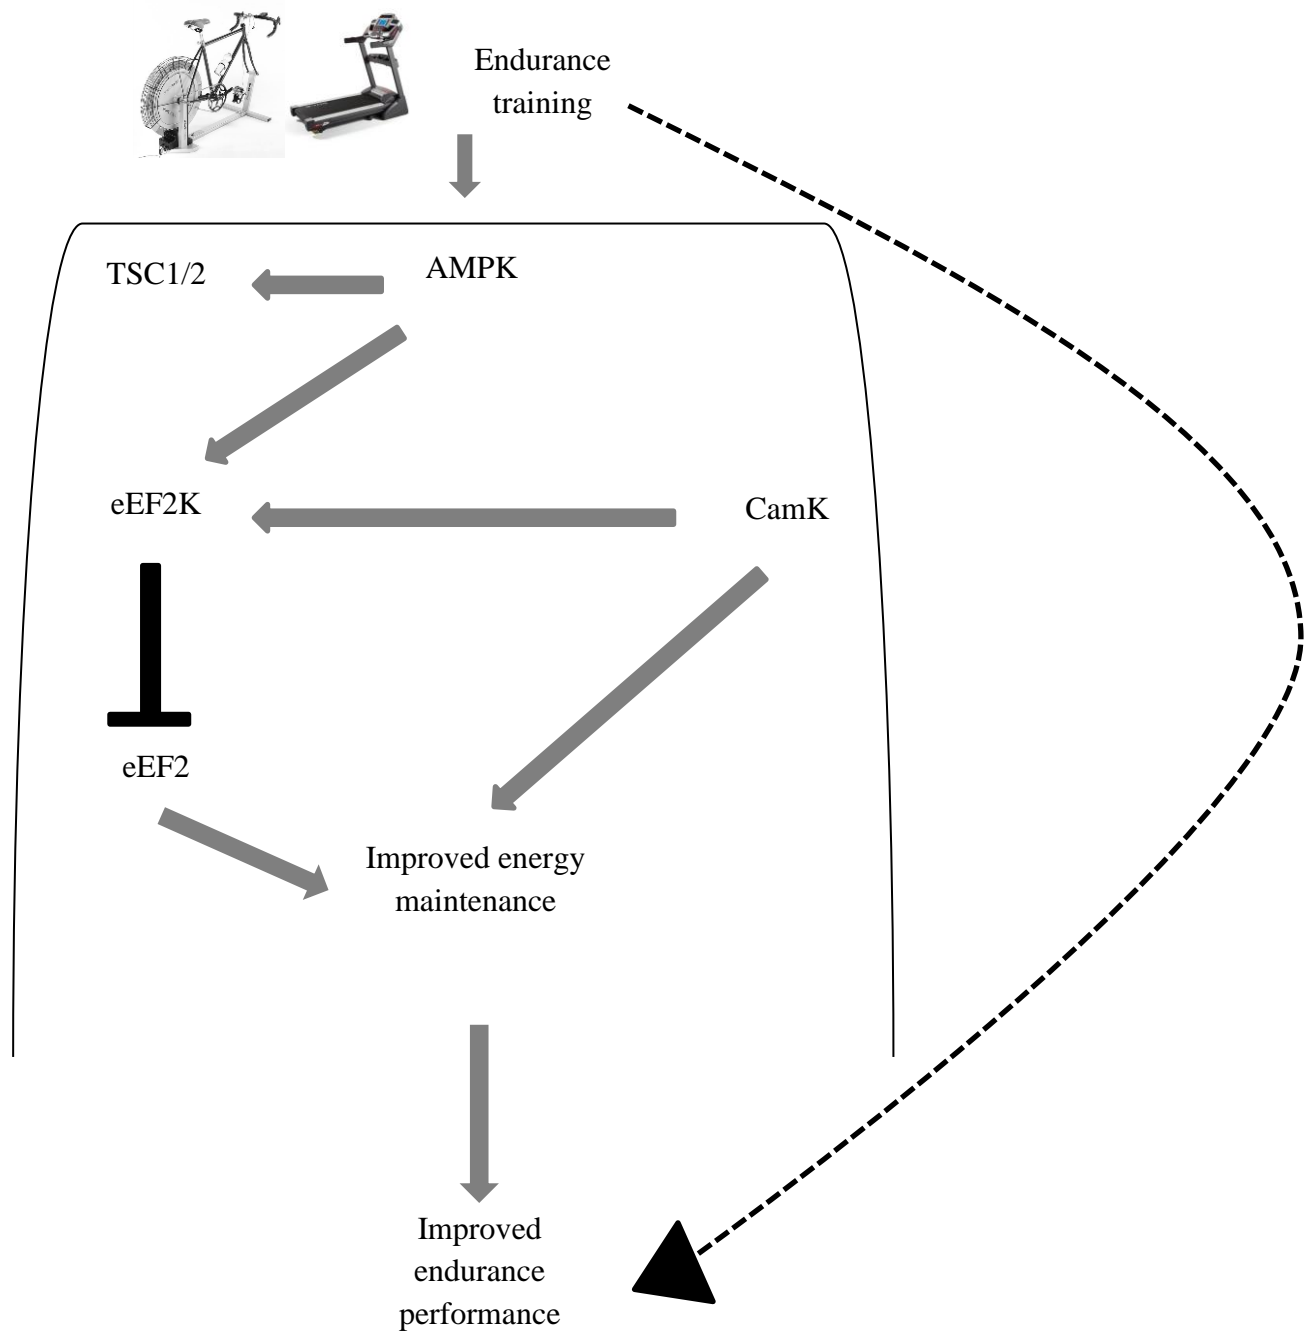 Endurance
training
TSC1/2
AMPK
eEF2K
CamK
eEF2
Improved energy
maintenance
Improved
endurance
performance